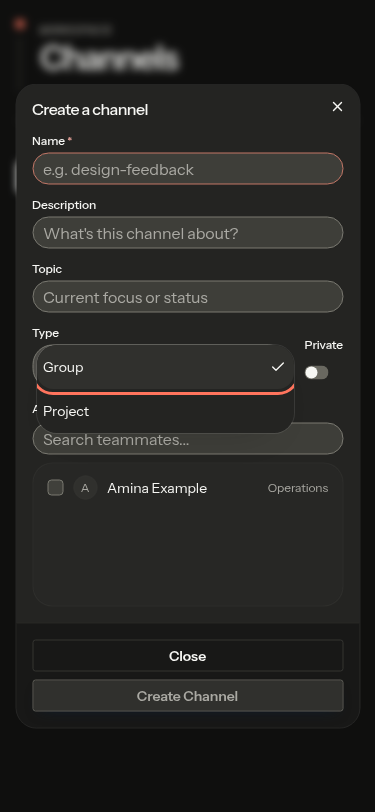 Channels
Create a channel
Name *
e.g. design-feedback
Description
What's this channel about?
Topic
Current focus or status
Type
Private
Group
Project
Search teammates...
A
Amina Example
Operations
Close
Create Channel